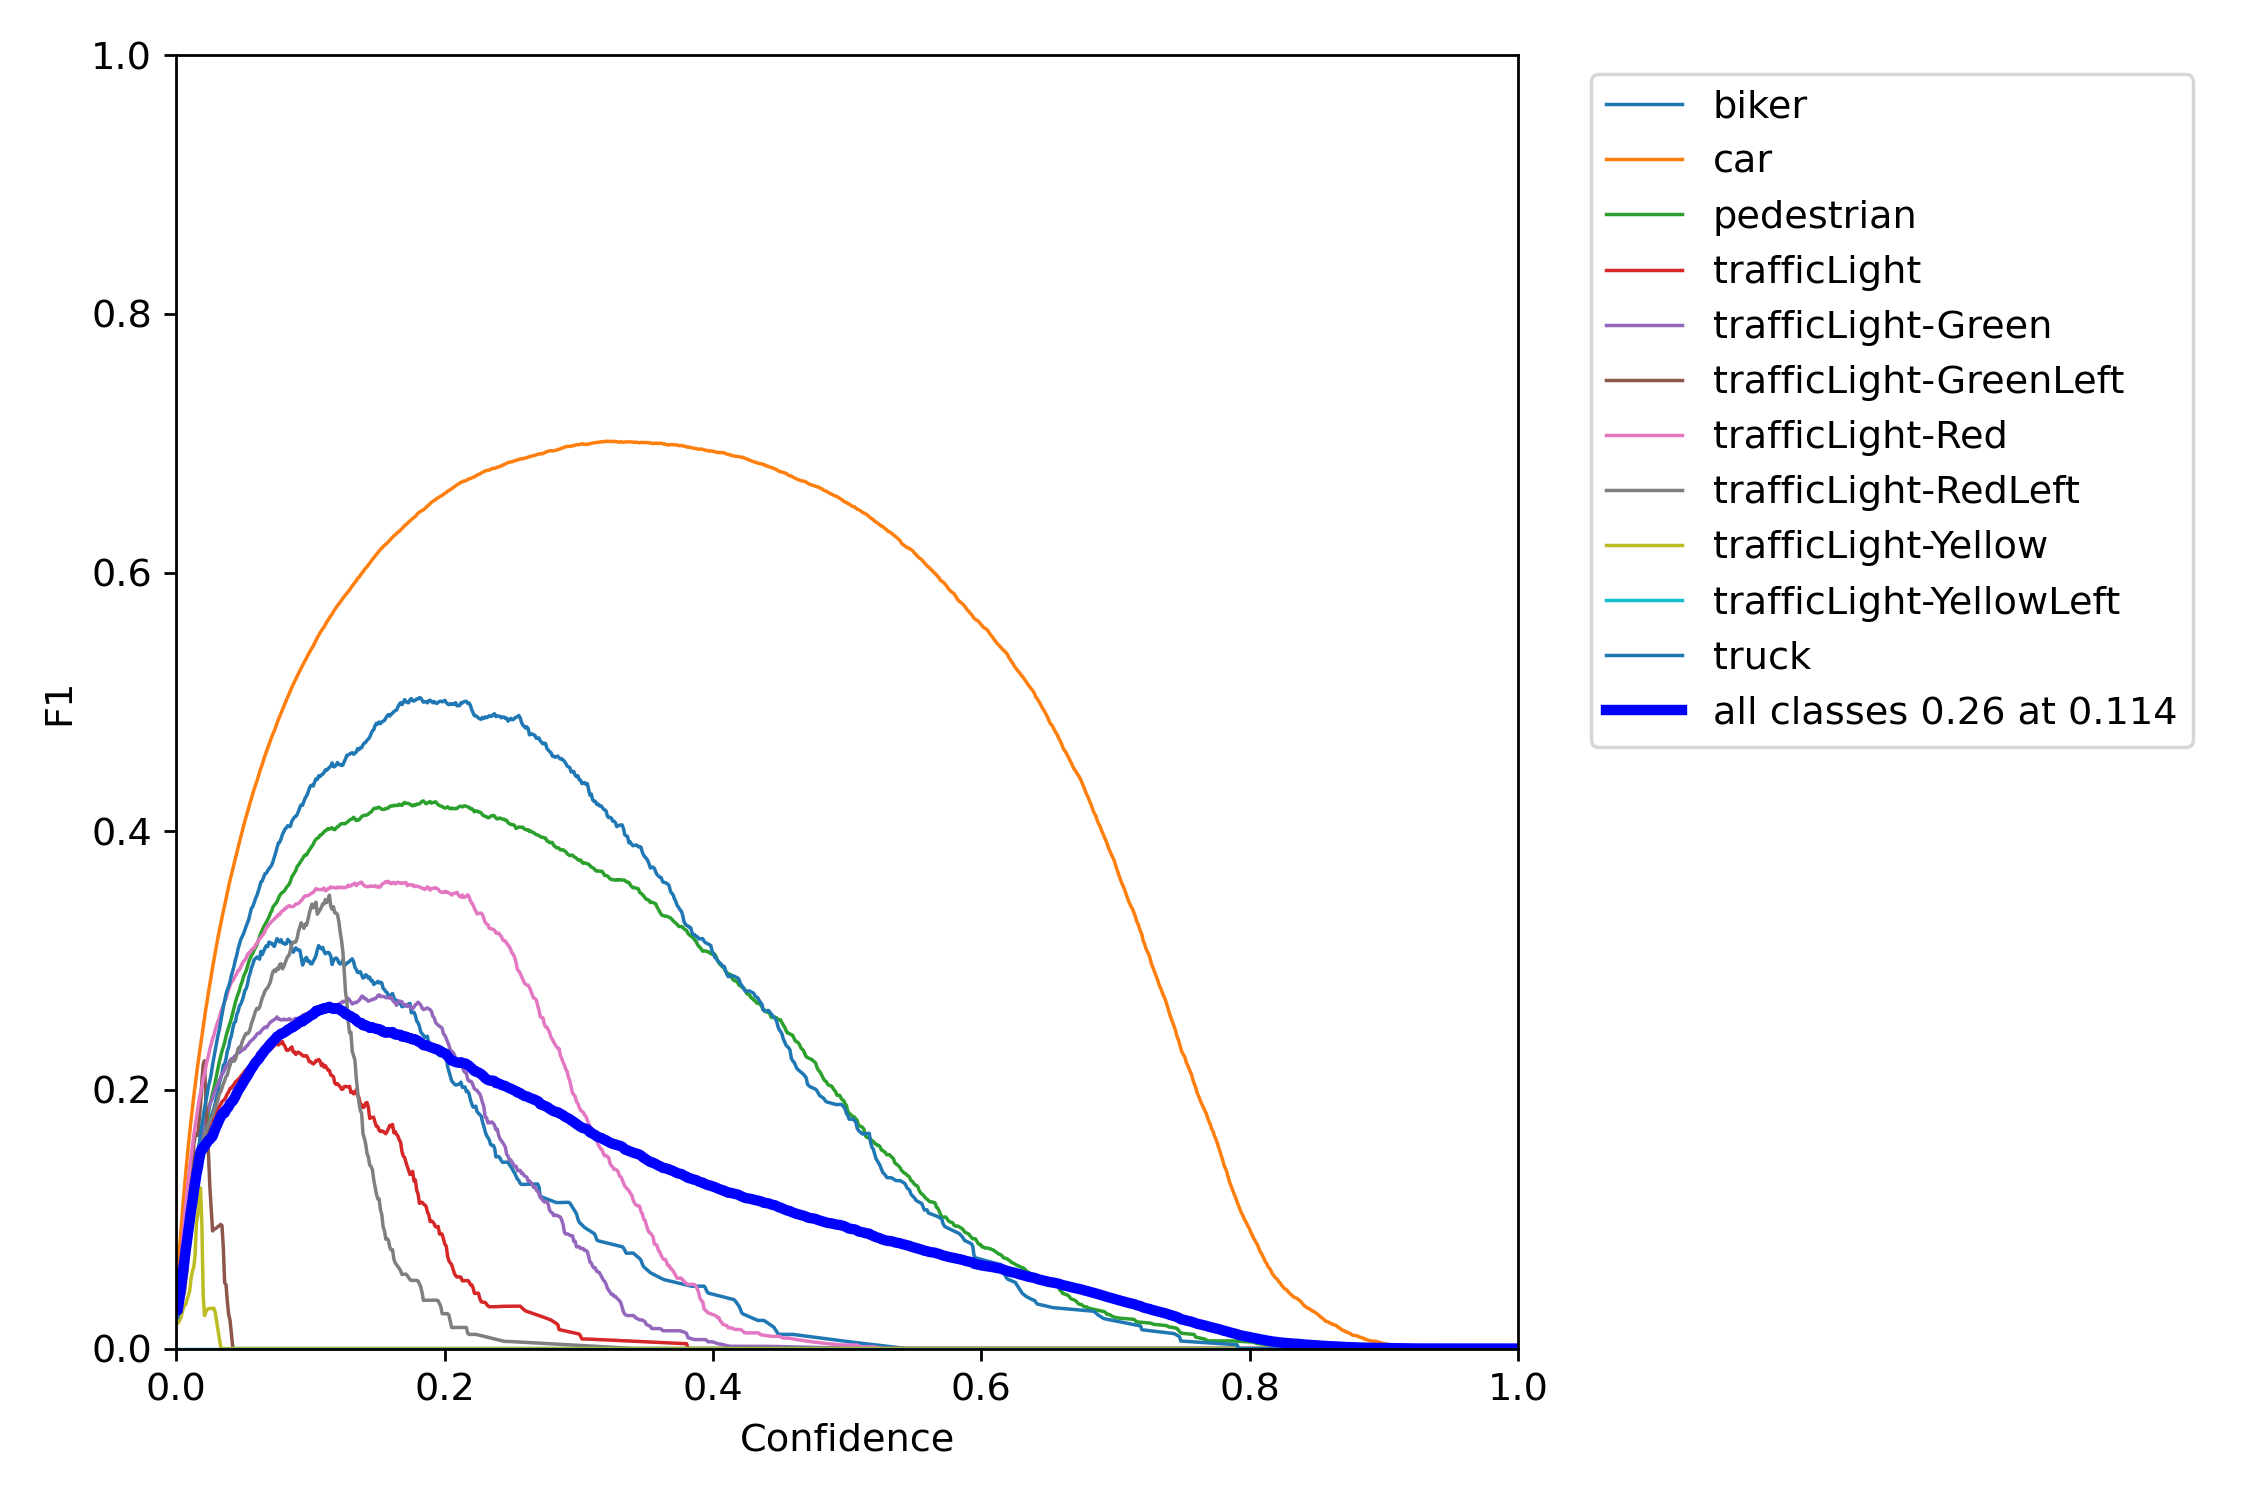 1.0
0.8
0.6
0.4
0.2
0.0
F1
0.0 0.2 0.4 0.6 0.8 1.0
Confidence
biker
car
pedestrian
trafficLight
trafficLight-Green
trafficLight-GreenLeft
trafficLight-Red
trafficLight-RedLeft
trafficLight-Yellow
trafficLight-YellowLeft
truck
all classes 0.26 at 0.114